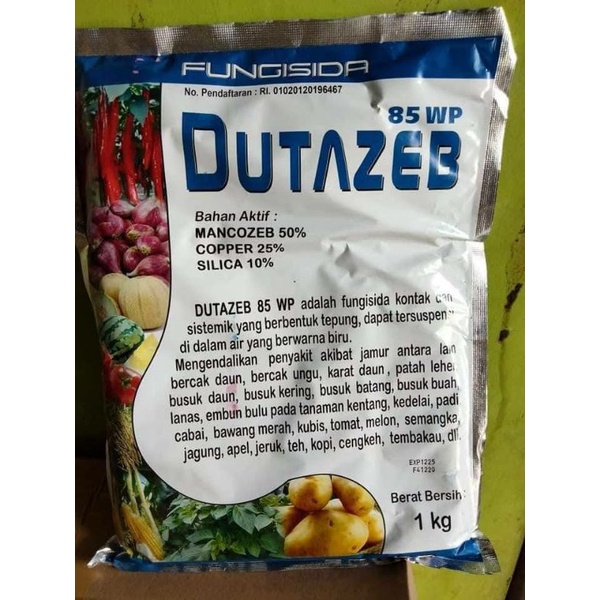 FUNGISIDA
No. Pendaftaran : RI. 01020120196467
85 WP
DUTAZEB
Bahan Aktif :
MANCOZEB 50%
COPPER 25%
SILICA 10%
DUTAZEB 85 WP adalah fungisida kontak dan
sistemik yang berbentuk tepung, dapat tersuspensi
di dalam air yang berwarna biru.
Mengendalikan penyakit akibat jamur antara lain
bercak daun, bercak ungu, karat daun, patah leher
busuk daun, busuk kering, busuk batang, busuk buah,
lanas, embun bulu pada tanaman kentang, kedelai, padi
cabai, bawang merah, kubis, tomat, melon, semangka,
jagung, apel, jeruk, teh, kopi, cengkeh, tembakau, dll.
EXP1225
Berat Bersih :
1 kg